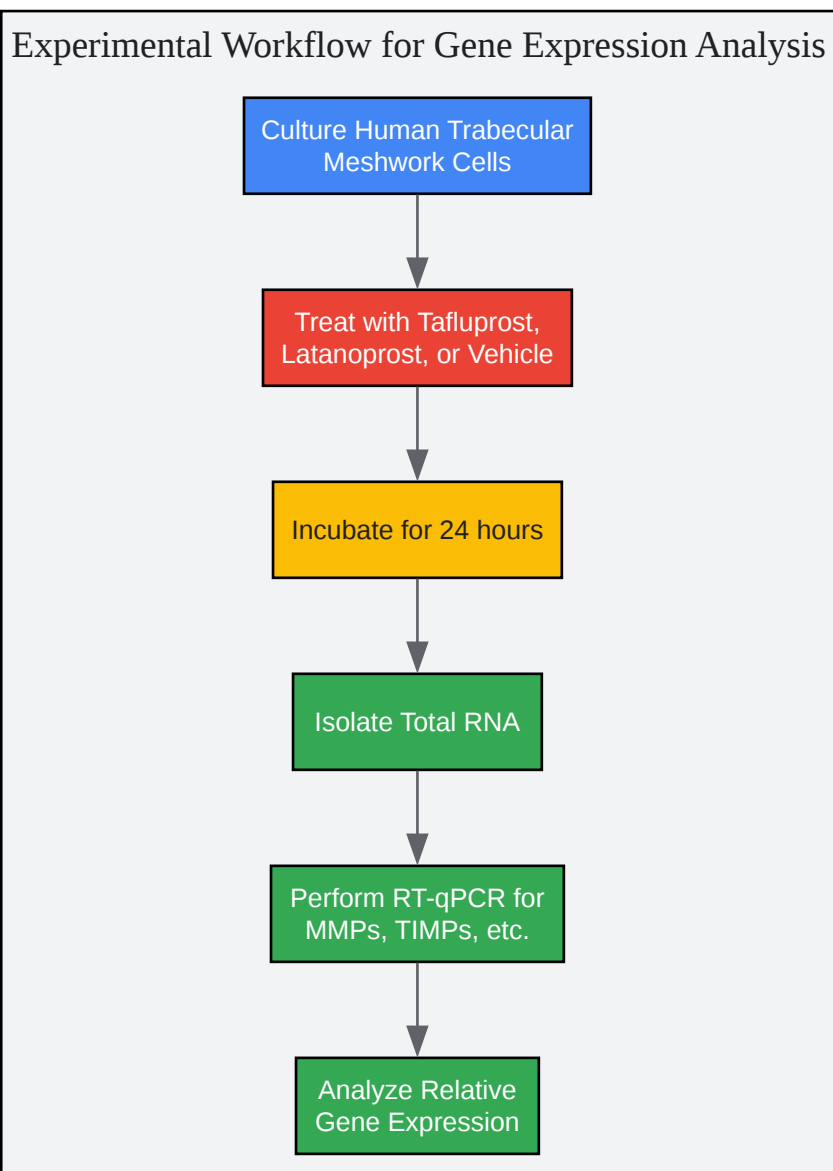 Experimental Workflow for Gene Expression Analysis
Culture Human Trabecular
Meshwork Cells
Treat with Tafluprost,
Latanoprost, or Vehicle
Incubate for 24 hours
Isolate Total RNA
Perform RT-qPCR for
MMPs, TIMPs, etc.
Analyze Relative
Gene Expression